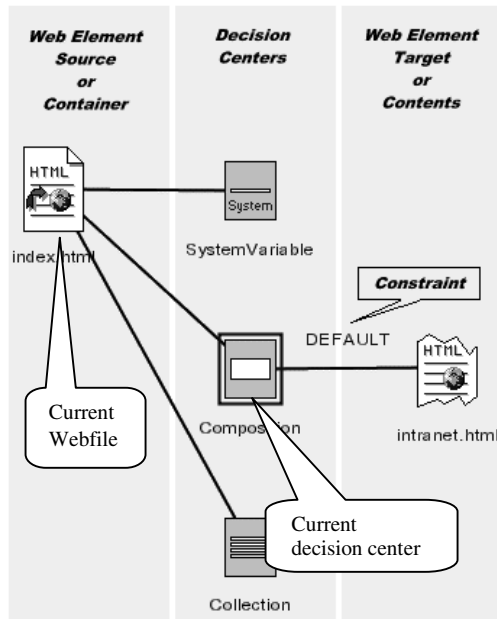 Web Element
Source
or
Container
Decision
Centers
Web Element
Target
or
Contents
HTML
index.html
System
SystemVariable
Constraint
DEFAULT
HTML
intranet.html
Composition
Current
Webfile
Current
decision center
Collection